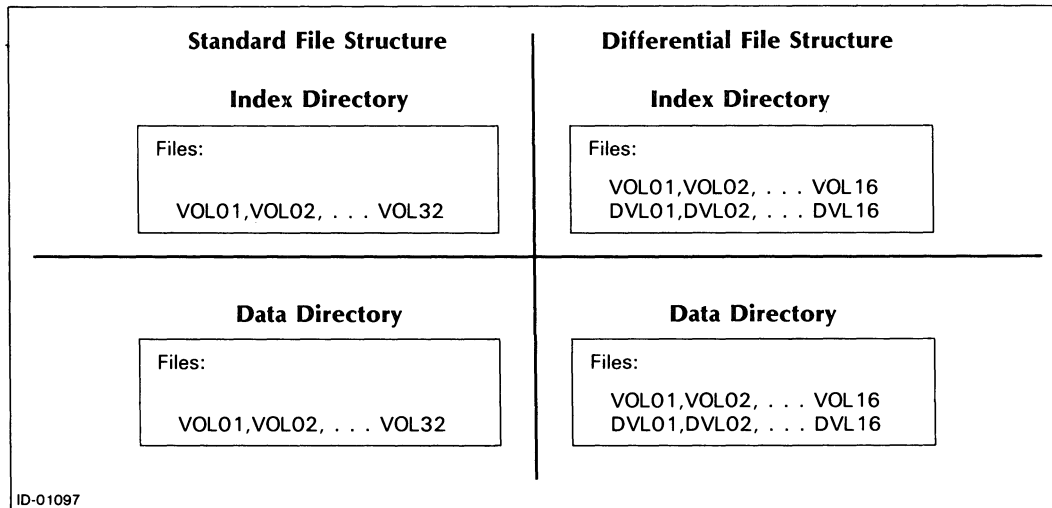 Standard File Structure
Differential File Structure
Index Directory
Files:
VOL01,VOL02, . . . VOL32
Index Directory
Files:
VOL01,VOL02, . . . VOL16
DVL01,DVL02, . . . DVL16
Data Directory
Files:
VOL01,VOL02, . . . VOL32
Data Directory
Files:
VOL01,VOL02, . . . VOL16
DVL01,DVL02, . . . DVL16
ID-01097